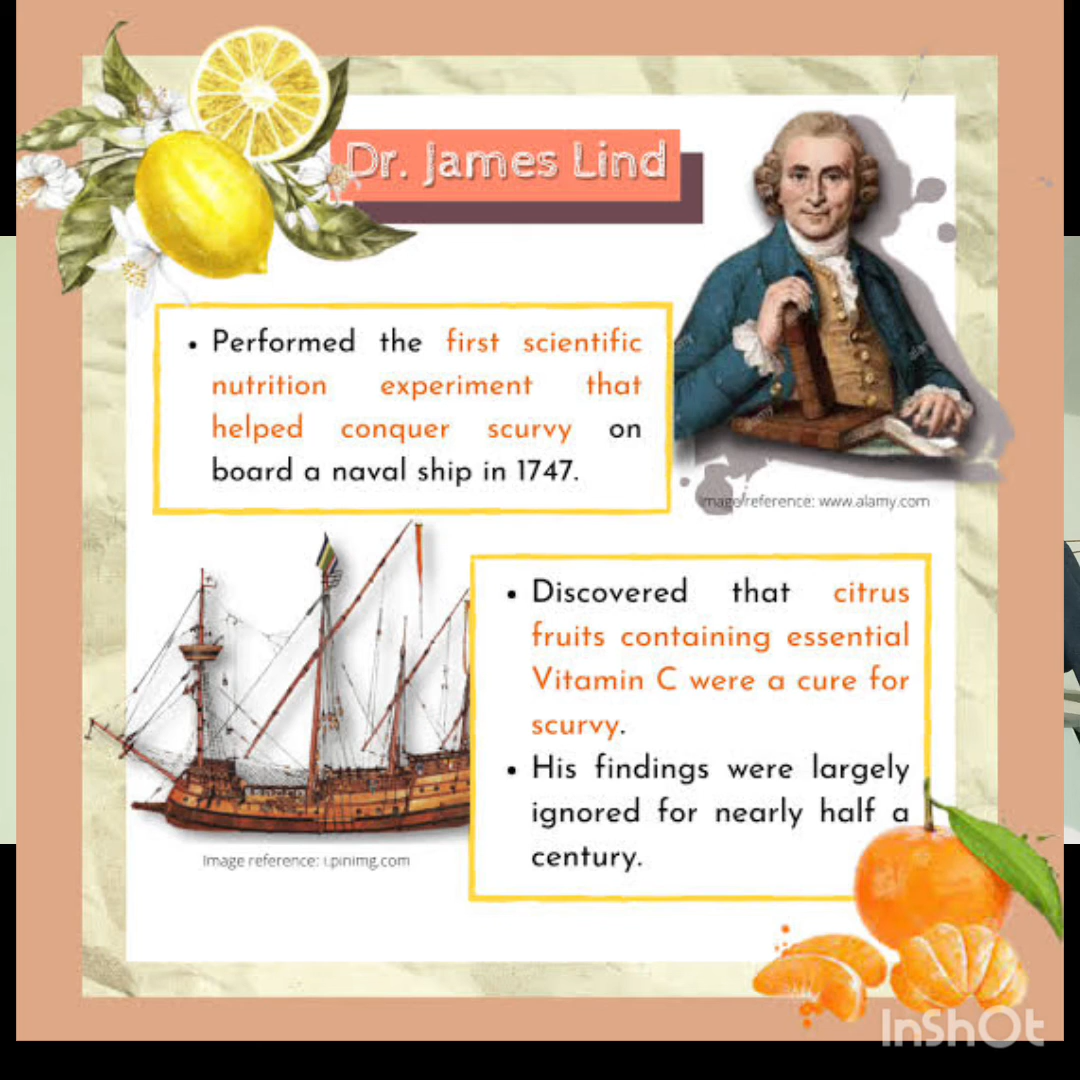 Dr. James Lind
• Performed the first scientific
nutrition experiment that
helped conquer scurvy on
board a naval ship in 1747.
Image reference: www.alamy.com
• Discovered that citrus
fruits containing essential
Vitamin C were a cure for
scurvy.
• His findings were largely
ignored for nearly half a
century.
Image reference: i.pinimg.com
InShOt